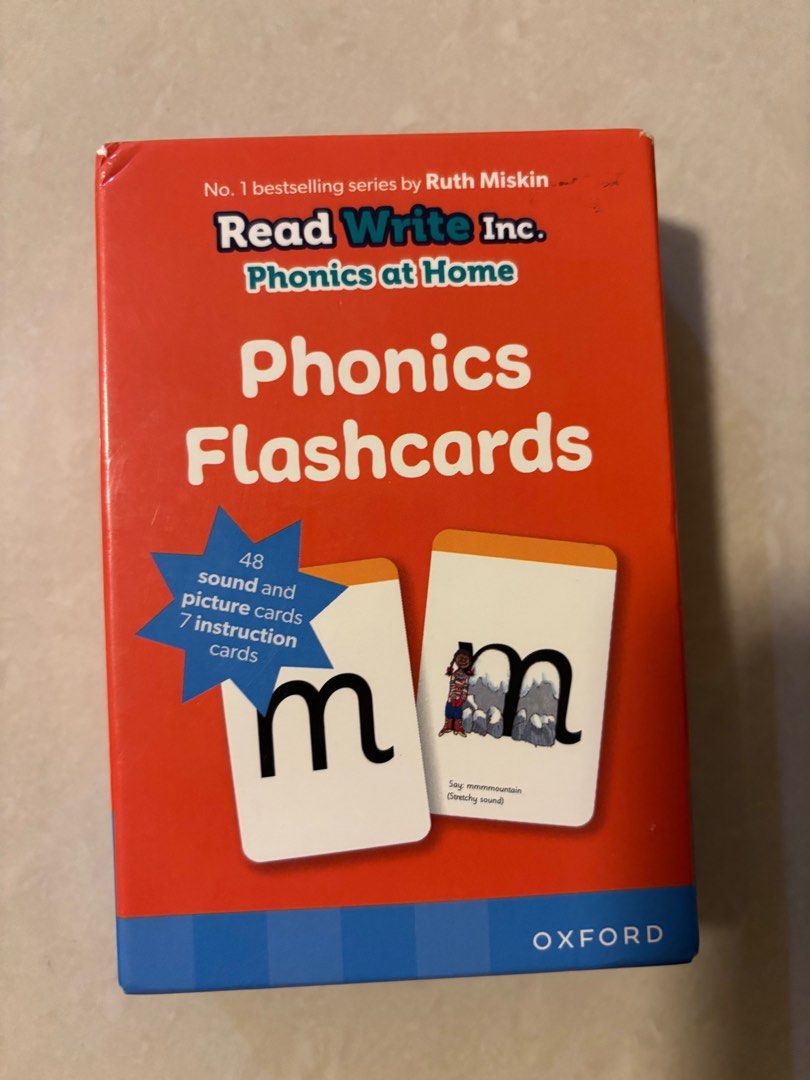 No. 1 bestselling series by Ruth Miskin
Read Write Inc.
Phonics at Home
Phonics
Flashcards
48
sound and
picture cards
7 instruction
cards
m
m
Say: mmmmountain
(Stretchy sound)
OXFORD